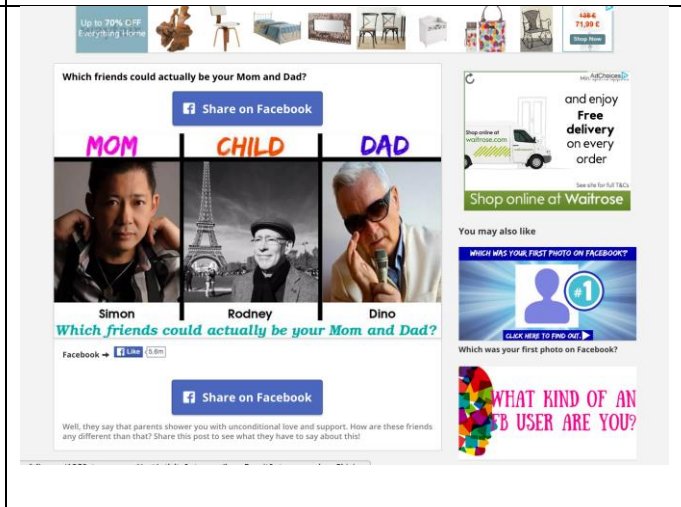 Up to 70% OFF
Everything Home
71,99 £
Shop Now
Which friends could actually be your Mom and Dad?
Share on Facebook
MOM CHILD DAD
Simon Rodney Dino
Which friends could actually be your Mom and Dad?
Facebook → Like 5.6m
Share on Facebook
Well, they say that parents shower you with unconditional love and support. How are these friends
any different than that? Share this post to see what they have to say about this!
AdChoices
and enjoy
Free
delivery
on every
order
Shop online at
waitrose.com
See site for full T&Cs
Shop online at Waitrose
You may also like
WHICH WAS YOUR FIRST PHOTO ON FACEBOOK?
#1
CLICK HERE TO FIND OUT.
Which was your first photo on Facebook?
WHAT KIND OF AN
FB USER ARE YOU?